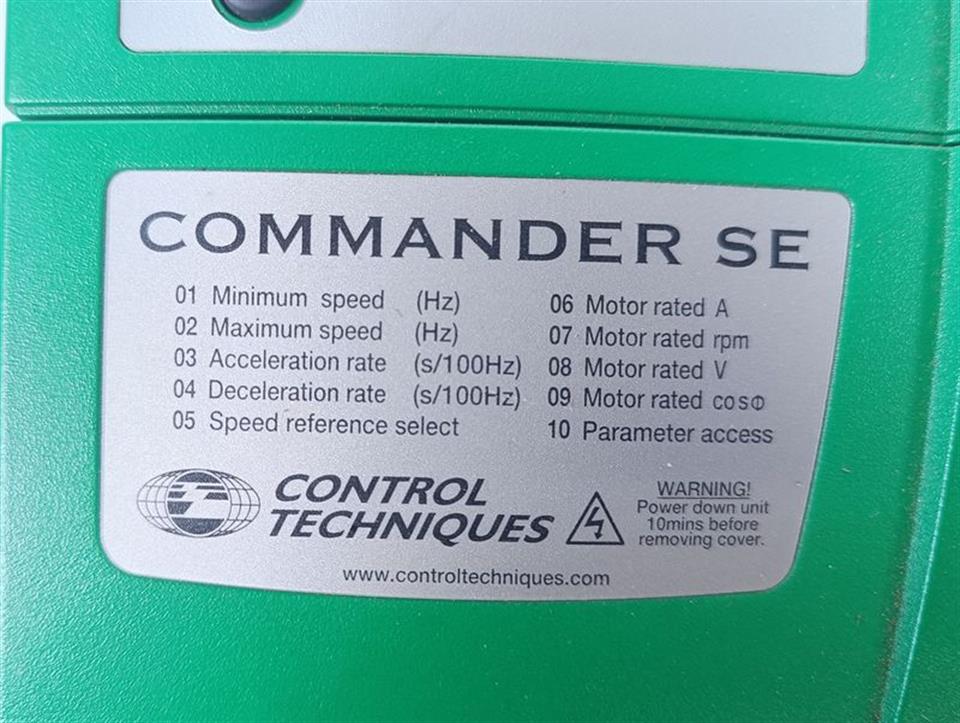 COMMANDER SE
01 Minimum speed (Hz)
02 Maximum speed (Hz)
03 Acceleration rate (s/100Hz)
04 Deceleration rate (s/100Hz)
05 Speed reference select
06 Motor rated A
07 Motor rated rpm
08 Motor rated V
09 Motor rated cosΦ
10 Parameter access
CONTROL
TECHNIQUES
WARNING!
Power down unit
10mins before
removing cover.
www.controltechniques.com